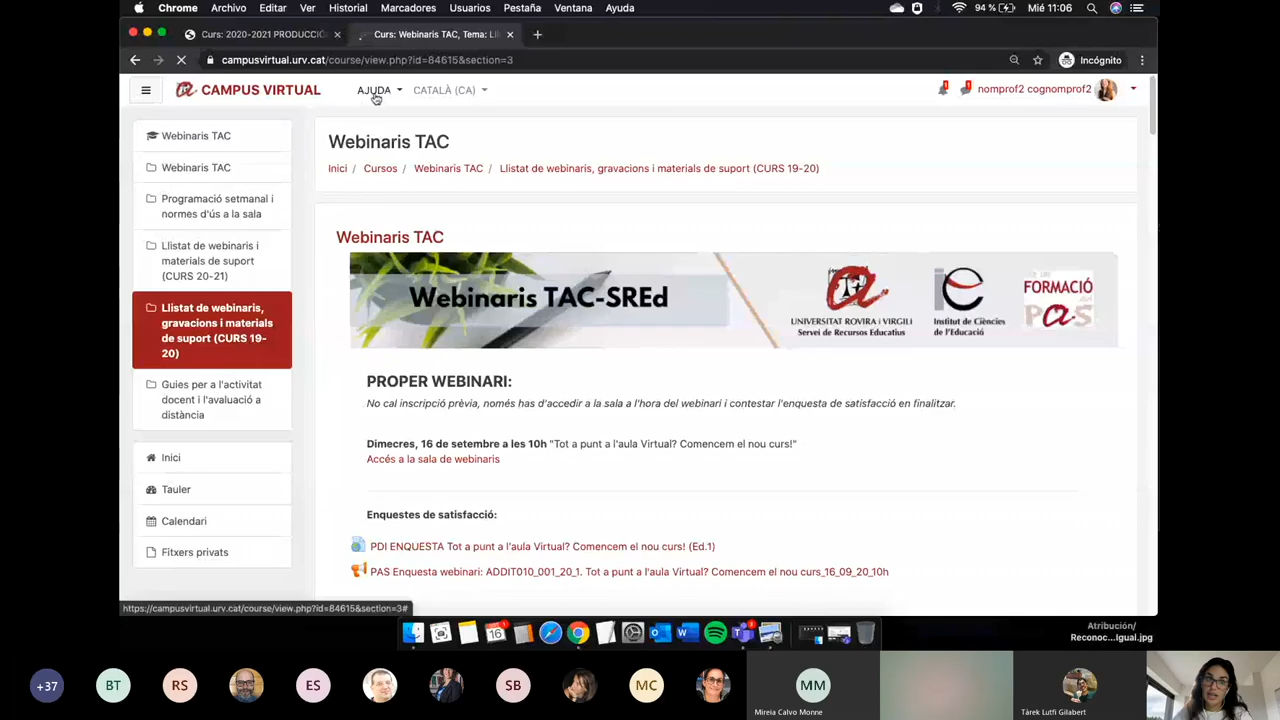 Chrome Archivo Editar Ver Historial Marcadores Usuarios Pestaña Ventana Ayuda
94 % Mié 11:06
Curs: 2020-2021 PRODUCCIÓ
Curs: Webinaris TAC, Tema: Lli
campusvirtual.urv.cat/course/view.php?id=84615&section=3
Incógnito
CAMPUS VIRTUAL
AJUDA
CATALÀ (CA)
nomprof2 cognomprof2
Webinaris TAC
Webinaris TAC
Programació setmanal i
normes d'ús a la sala
Llistat de webinaris i
materials de suport
(CURS 20-21)
Llistat de webinaris,
gravacions i materials
de suport (CURS 19-
20)
Guies per a l'activitat
docent i l'avaluació a
distància
Inici
Tauler
Calendari
Fitxers privats
Webinaris TAC
Inici / Cursos / Webinaris TAC / Llistat de webinaris, gravacions i materials de suport (CURS 19-20)
Webinaris TAC
Webinaris TAC-SREd
UNIVERSITAT ROVIRA i VIRGILI
Servei de Recursos Educatius
Institut de Ciències
de l'Educació
FORMACIÓ
PAS
PROPER WEBINARI:
No cal inscripció prèvia, només has d'accedir a la sala a l'hora del webinari i contestar l'enquesta de satisfacció en finalitzar.
Dimecres, 16 de setembre a les 10h "Tot a punt a l'aula Virtual? Comencem el nou curs!"
Accés a la sala de webinaris
Enquestes de satisfacció:
PDI ENQUESTA Tot a punt a l'aula Virtual? Comencem el nou curs! (Ed.1)
PAS Enquesta webinari: ADDIT010_001_20_1. Tot a punt a l'aula Virtual? Comencem el nou curs_16_09_20_10h
https://campusvirtual.urv.cat/course/view.php?id=84615&section=3#
16
Atribución/
Reconoc...igual.jpg
+37
BT
RS
ES
SB
MC
MM
Mireia Calvo Monne
Tàrek Lutfi Gilabert